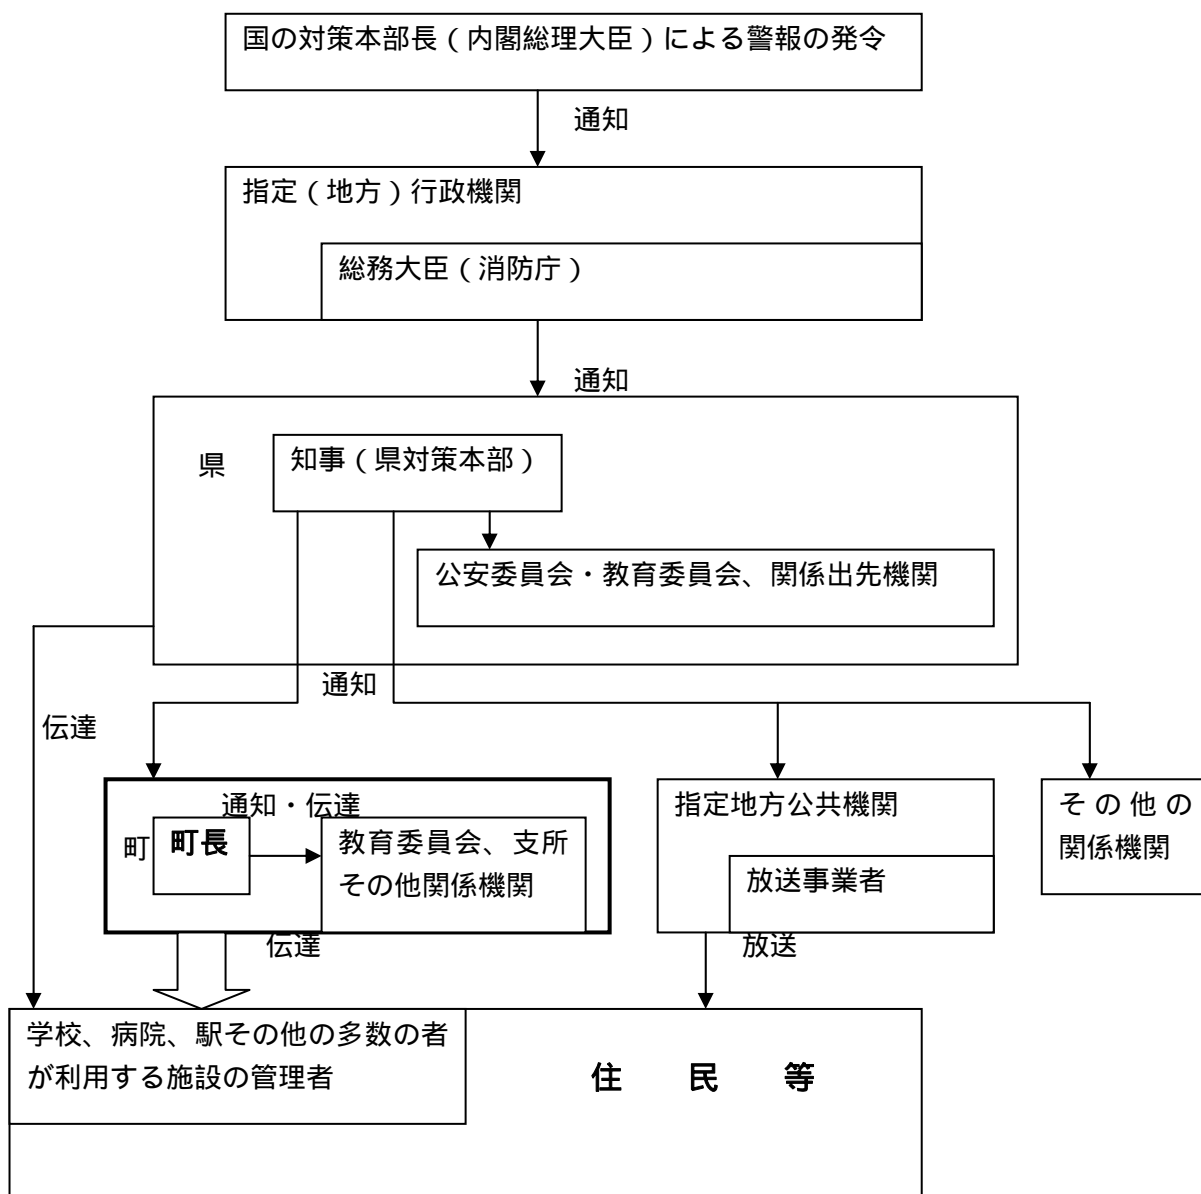 国の対策本部長（内閣総理大臣）による警報の発令
通知
指定（地方）行政機関
総務大臣（消防庁）
通知
県
知事（県対策本部）
公安委員会・教育委員会、関係出先機関
通知
伝達
通知・伝達
町
町長
教育委員会、支所
その他関係機関
指定地方公共機関
放送事業者
その他の
関係機関
伝達
放送
学校、病院、駅その他の多数の者
が利用する施設の管理者
住 民 等